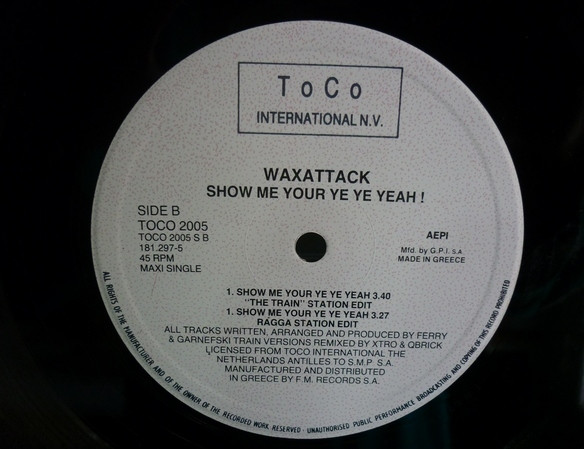 ToCo
INTERNATIONAL N.V.
WAXATTACK
SHOW ME YOUR YE YE YEAH !
SIDE B
TOCO 2005
TOCO 2005 S B
181.297-5
45 RPM
MAXI SINGLE
AEPI
Mfd. by G.P.I. S.A.
MADE IN GREECE
1. SHOW ME YOUR YE YE YEAH 3.40
"THE TRAIN" STATION EDIT
1. SHOW ME YOUR YE YE YEAH 3.27
RAGGA STATION EDIT
ALL TRACKS WRITTEN, ARRANGED AND PRODUCED BY FERRY
& GARNEFSKI TRAIN VERSIONS REMIXED BY XTRO & QBRICK
LICENSED FROM TOCO INTERNATIONAL THE
NETHERLANDS ANTILLES TO S.M.P S.A.
MANUFACTURED AND DISTRIBUTED
IN GREECE BY F.M. RECORDS S.A.
ALL RIGHTS OF THE MANUFACTURER AND OF THE OWNER OF THE RECORDED WORK RESERVED · UNAUTHORISED PUBLIC PERFORMANCE BROADCASTING AND COPYING OF THIS RECORD PROHIBITED